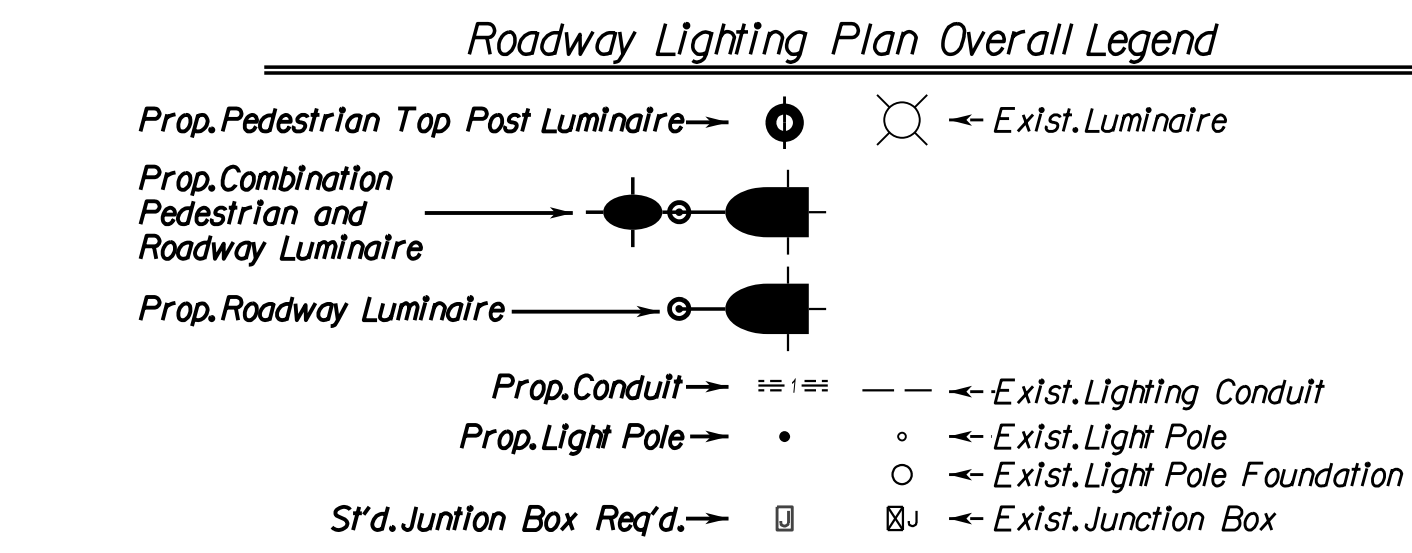 Roadway Lighting Plan Overall Legend
Prop. Pedestrian Top Post Luminaire
Exist. Luminaire
Prop. Combination
Pedestrian and
Roadway Luminaire
Prop. Roadway Luminaire
Prop. Conduit
1
Exist. Lighting Conduit
Prop. Light Pole
Exist. Light Pole
Exist. Light Pole Foundation
St'd. Juntion Box Req'd.
J
J
Exist. Junction Box